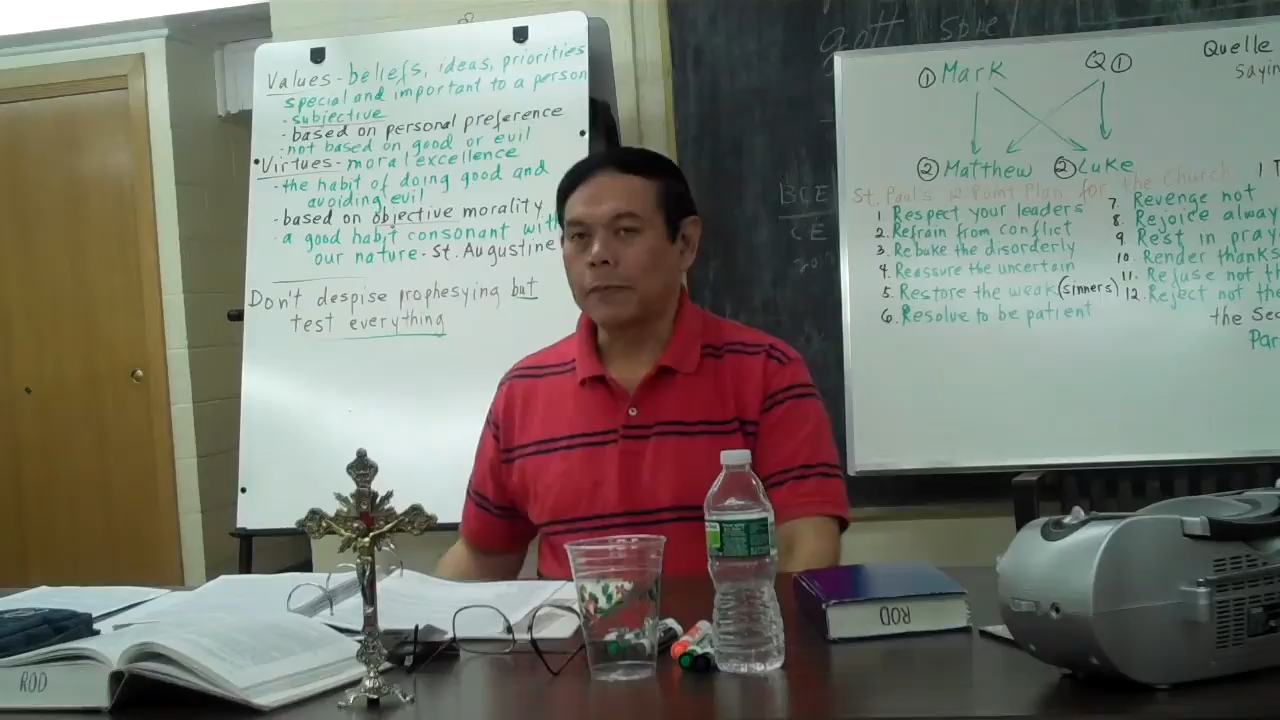 Values - beliefs, ideas, priorities
special and important to a person
- subjective
- based on personal preference
- not based on good or evil
• Virtues - moral excellence
- the habit of doing good and
avoiding evil
- based on objective morality
- a good habit consonant with
our nature - St. Augustine
Don't despise prophesying but
test everything
gott
BCE
CE
① Mark
Q ①
Quelle
② Matthew
② Luke
St. Paul's 12 Point Plan for the Church
1. Respect your leaders
2. Refrain from conflict
3. Rebuke the disorderly
4. Reassure the uncertain
5. Restore the weak (sinners)
6. Resolve to be patient
7. Revenge not
8. Rejoice
9. Rest in
10. Render thanks
11. Refuse not
12. Reject not
the
ROD
ROD